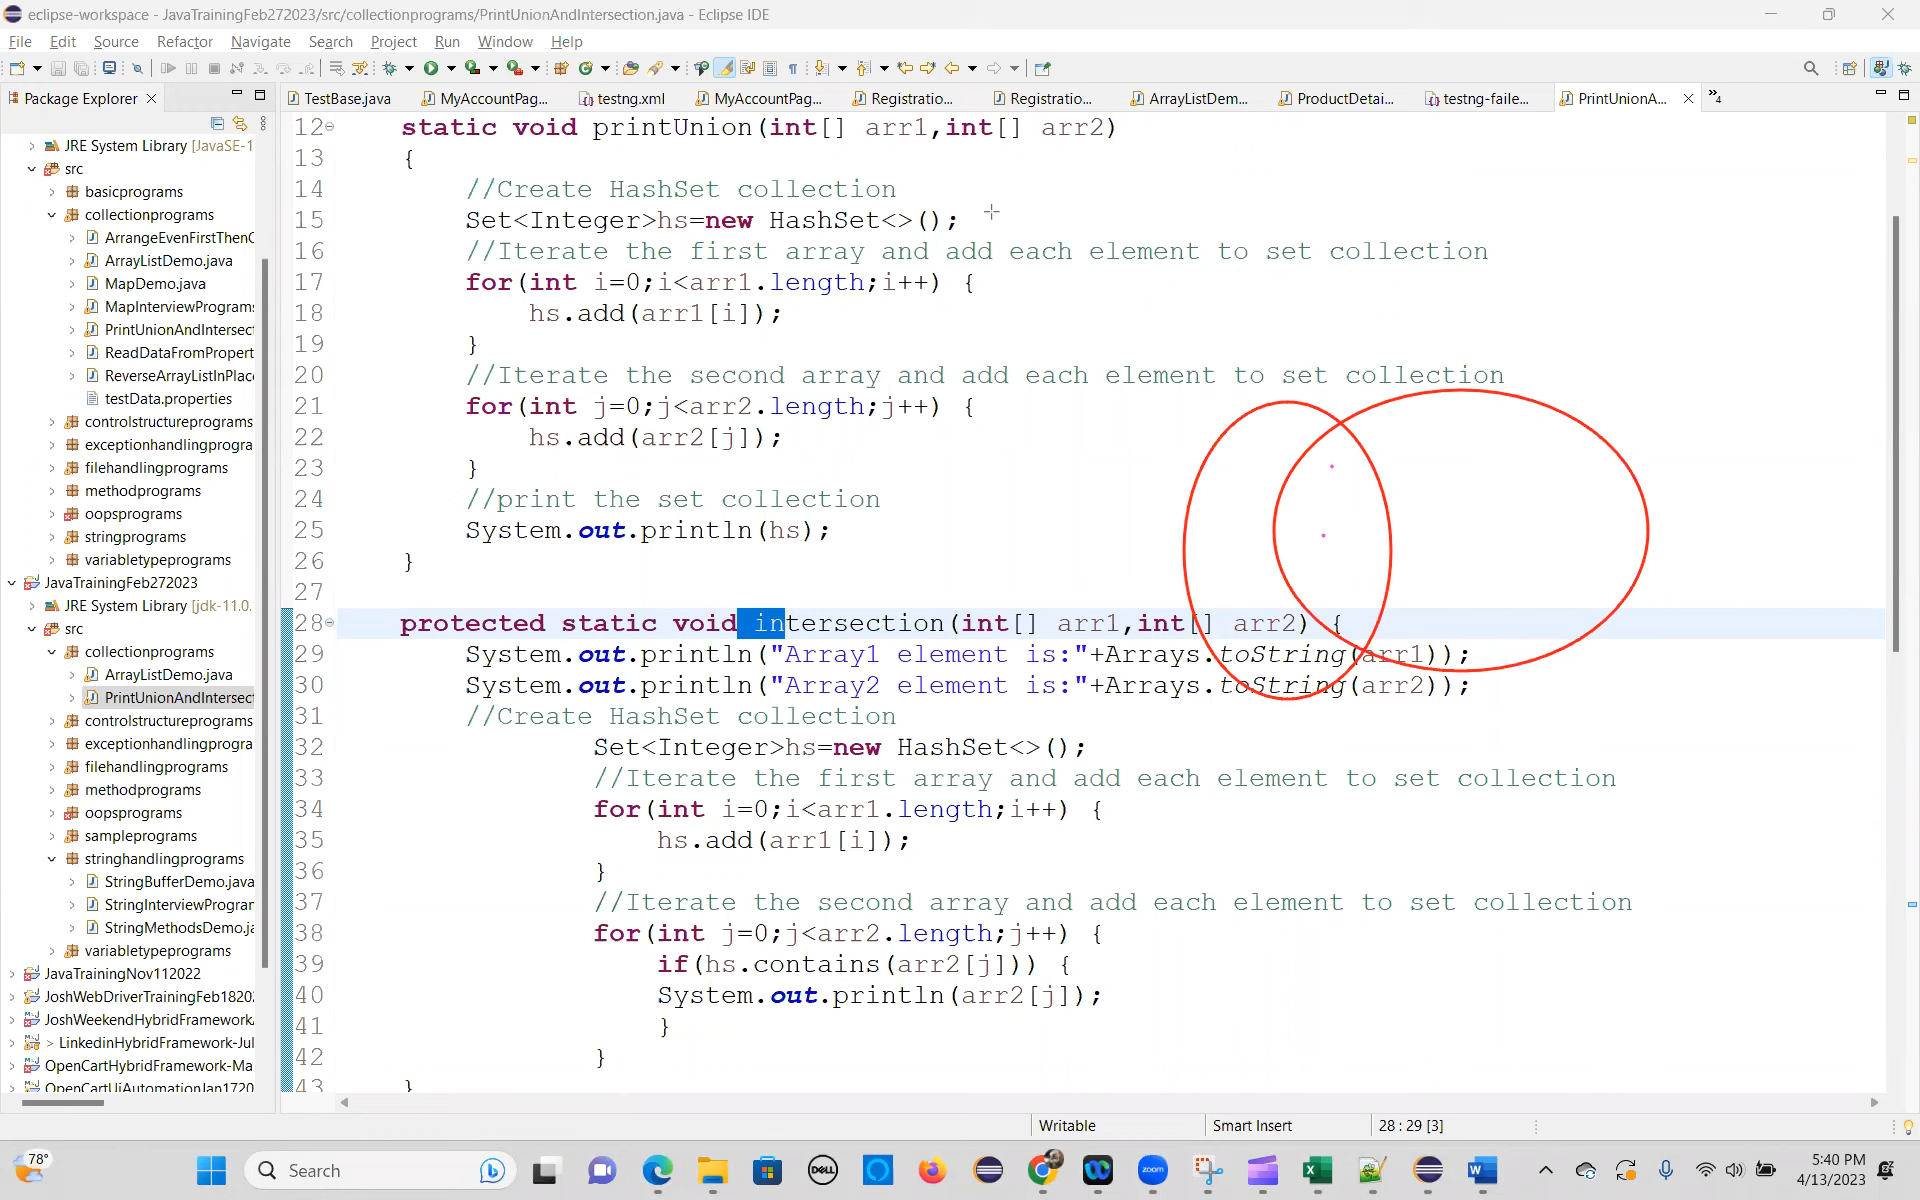 eclipse-workspace - JavaTrainingFeb272023/src/collectionprograms/PrintUnionAndIntersection.java - Eclipse IDE
File Edit Source Refactor Navigate Search Project Run Window Help
Package Explorer
TestBase.java MyAccountPag... testng.xml MyAccountPag... Registratio... Registratio... ArrayListDem... ProductDetai... testng-faile... PrintUnionA... »4
JRE System Library [JavaSE-1
src
basicprograms
collectionprograms
ArrangeEvenFirstThenO
ArrayListDemo.java
MapDemo.java
MapInterviewPrograms
PrintUnionAndIntersect
ReadDataFromPropert
ReverseArrayListInPlace
testData.properties
controlstructureprograms
exceptionhandlingprogra
filehandlingprograms
methodprograms
oopsprograms
stringprograms
variabletypeprograms
JavaTrainingFeb272023
JRE System Library [jdk-11.0.
src
collectionprograms
ArrayListDemo.java
PrintUnionAndIntersect
controlstructureprograms
exceptionhandlingprogra
filehandlingprograms
methodprograms
oopsprograms
sampleprograms
stringhandlingprograms
StringBufferDemo.java
StringInterviewProgran
StringMethodsDemo.ja
variabletypeprograms
JavaTrainingNov112022
JoshWebDriverTrainingFeb1820
JoshWeekendHybridFramework
> LinkedinHybridFramework-Jul
OpenCartHybridFramework-Ma
OpenCartUiAutomationJan1720
12 static void printUnion(int[] arr1,int[] arr2)
13 {
14 //Create HashSet collection
15 Set<Integer>hs=new HashSet<>();
16 //Iterate the first array and add each element to set collection
17 for(int i=0;i<arr1.length;i++) {
18 hs.add(arr1[i]);
19 }
20 //Iterate the second array and add each element to set collection
21 for(int j=0;j<arr2.length;j++) {
22 hs.add(arr2[j]);
23 }
24 //print the set collection
25 System.out.println(hs);
26 }
27
28 protected static void intersection(int[] arr1,int[] arr2) {
29 System.out.println("Array1 element is:"+Arrays.toString(arr1));
30 System.out.println("Array2 element is:"+Arrays.toString(arr2));
31 //Create HashSet collection
32 Set<Integer>hs=new HashSet<>();
33 //Iterate the first array and add each element to set collection
34 for(int i=0;i<arr1.length;i++) {
35 hs.add(arr1[i]);
36 }
37 //Iterate the second array and add each element to set collection
38 for(int j=0;j<arr2.length;j++) {
39 if(hs.contains(arr2[j])) {
40 System.out.println(arr2[j]);
41 }
42 }
43 }
Writable Smart Insert 28 : 29 [3]
78° Search DELL zoom 5:40 PM
4/13/2023